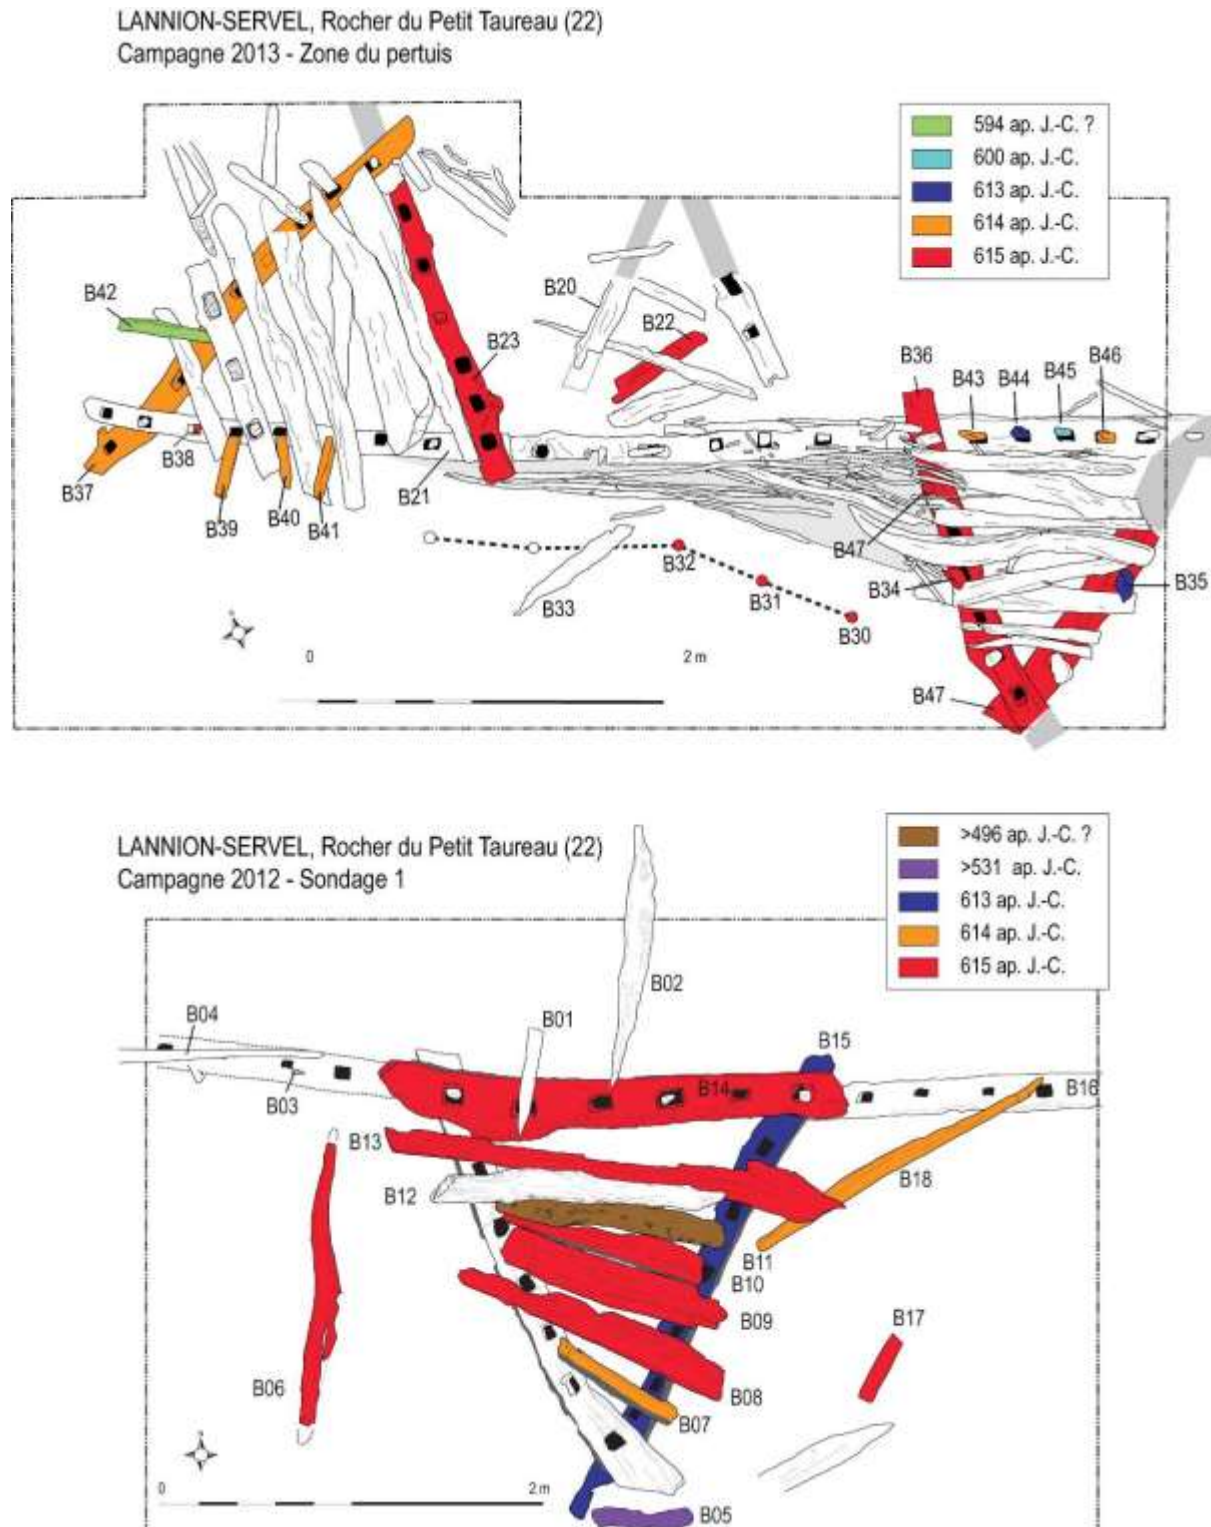 LANNION-SERVEL, Rocher du Petit Taureau (22)
Campagne 2013 - Zone du pertuis
594 ap. J.-C. ?
600 ap. J.-C.
613 ap. J.-C.
614 ap. J.-C.
615 ap. J.-C.
B42
B20
B22
B23
B36
B43
B44
B45
B46
B38
B37
B39
B40
B41
B21
B47
B32
B34
B35
B33
B31
B30
0
2 m
B47
LANNION-SERVEL, Rocher du Petit Taureau (22)
Campagne 2012 - Sondage 1
>496 ap. J.-C. ?
>531 ap. J.-C.
613 ap. J.-C.
614 ap. J.-C.
615 ap. J.-C.
B02
B04
B01
B15
B03
B14
B16
B13
B12
B18
B11
B10
B09
B17
B06
B08
B07
0
2 m
B05